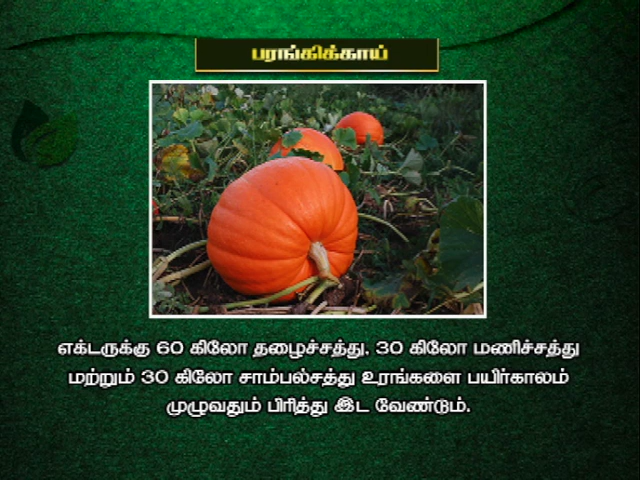 பரங்கிக்காய்
எக்டருக்கு 60 கிலோ தழைச்சத்து, 30 கிலோ மணிச்சத்து
மற்றும் 30 கிலோ சாம்பல்சத்து உரங்களை பயிர்காலம்
முழுவதும் பிரித்து இட வேண்டும்.